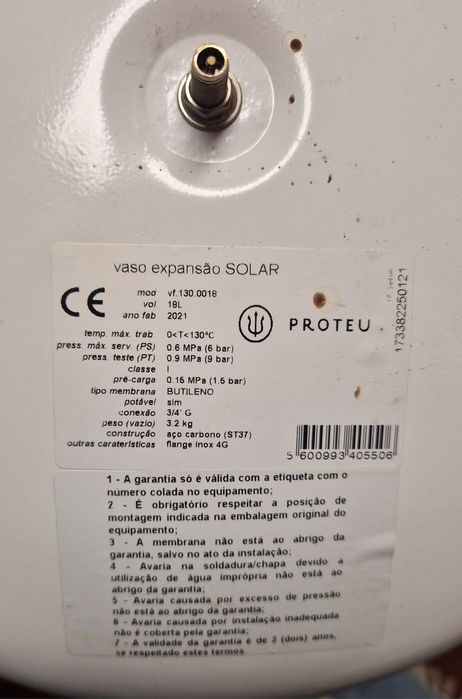 vaso expansão SOLAR
CE
mod vf.130.0018
vol 18L
ano fab 2021
temp. máx. trab 0<T<130°C
press. máx. serv. (PS) 0.6 MPa (6 bar)
press. teste (PT) 0.9 MPa (9 bar)
classe I
pré-carga 0.15 MPa (1.5 bar)
tipo membrana BUTILENO
potável sim
conexão 3/4' G
peso (vazio) 3.2 kg
construção aço carbono (ST37)
outras caraterísticas flange inox 4G
PROTEU
173382250121
5 600993 405506
1 - A garantia só é válida com a etiqueta com o
número colada no equipamento;
2 - É obrigatório respeitar a posição de
montagem indicada na embalagem original do
equipamento;
3 - A membrana não está ao abrigo da
garantia, salvo no ato da instalação;
4 - Avaria na soldadura/chapa devido a
utilização de água imprópria não está ao
abrigo da garantia;
5 - Avaria causada por excesso de pressão
não está ao abrigo da garantia;
6 - Avaria causada por instalação inadequada
não é coberta pela garantia;
7 - A validade da garantia é de 2 (dois) anos,
se respeitado estes termos